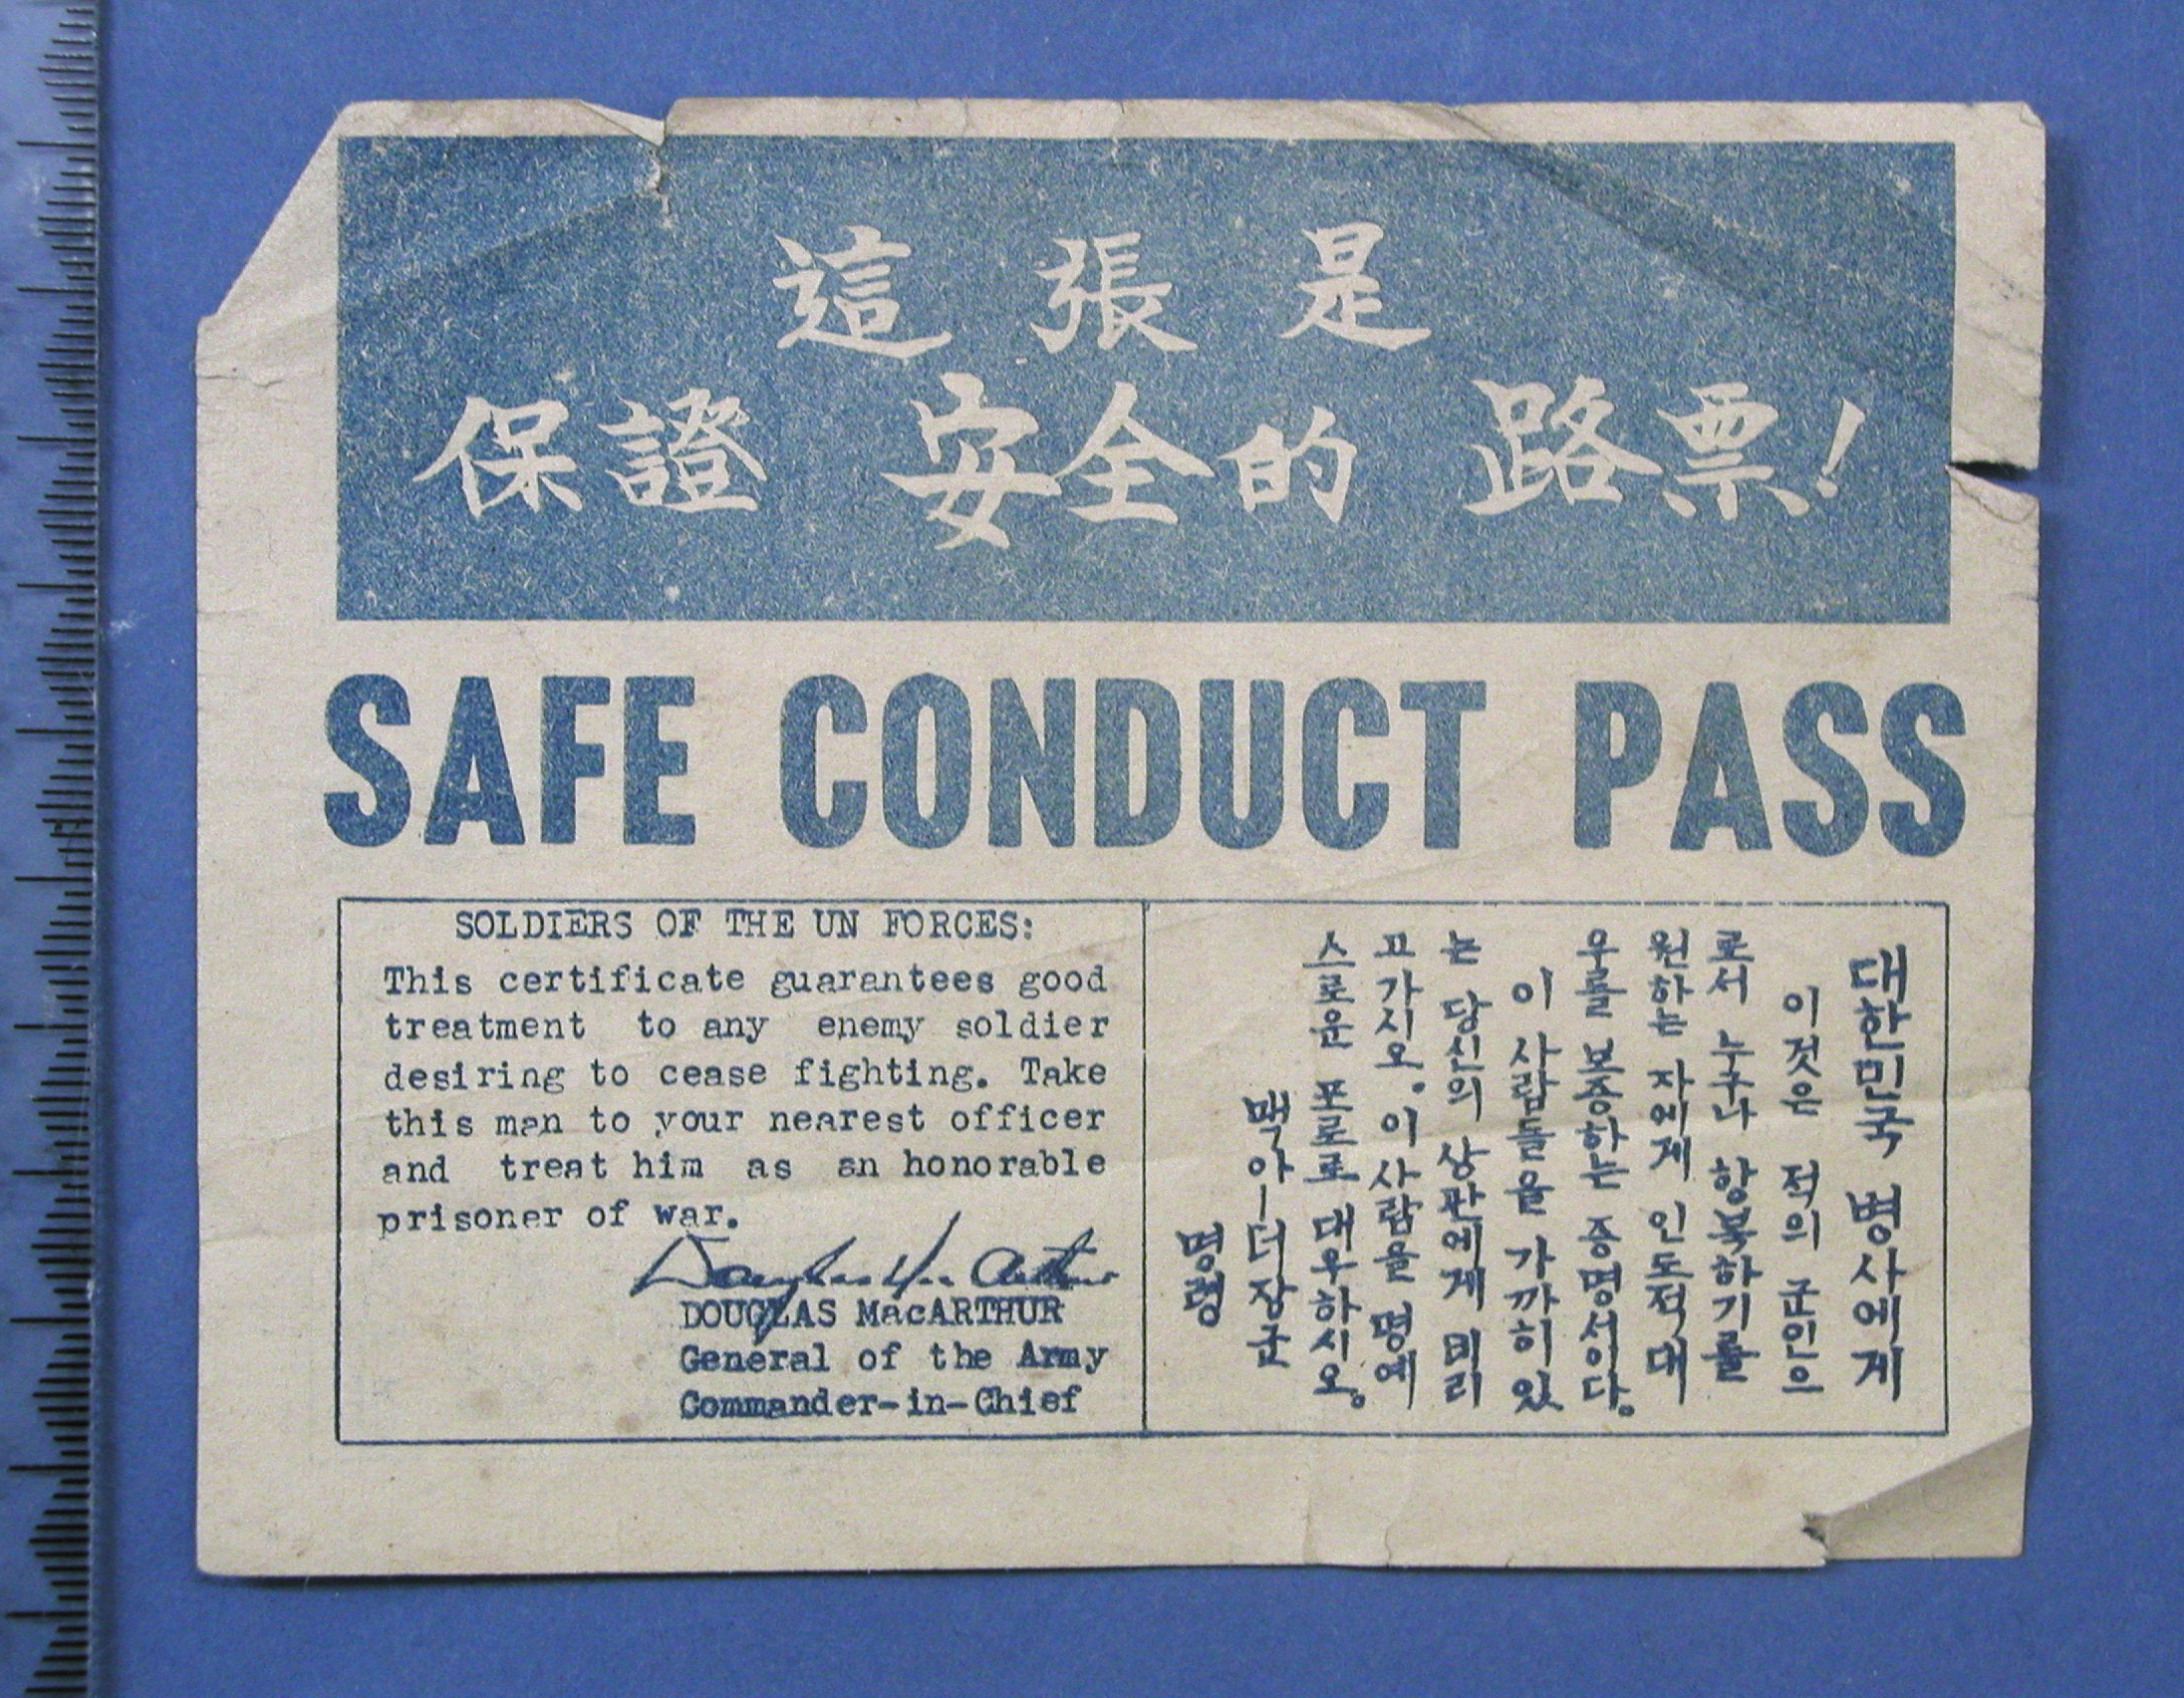 這張是
保證 安全的 路票!
SAFE CONDUCT PASS
SOLDIERS OF THE UN FORCES:
This certificate guarantees good
treatment to any enemy soldier
desiring to cease fighting. Take
this man to your nearest officer
and treat him as an honorable
prisoner of war.
Douglas MacArthur
DOUGLAS MacARTHUR
General of the Army
Commander-in-Chief
대한민국 병사에게
이것은 적의 군인으
로서 누구나 항복하기를
원하는 자에게 인도적 대
우를 보증하는 증명서이다。
이 사람들을 가까히 있
는 당신의 상관에게 데리
고 가시오。이 사람을 명예
스로운 포로로 대우하시오。
맥아ー더 장군
명령